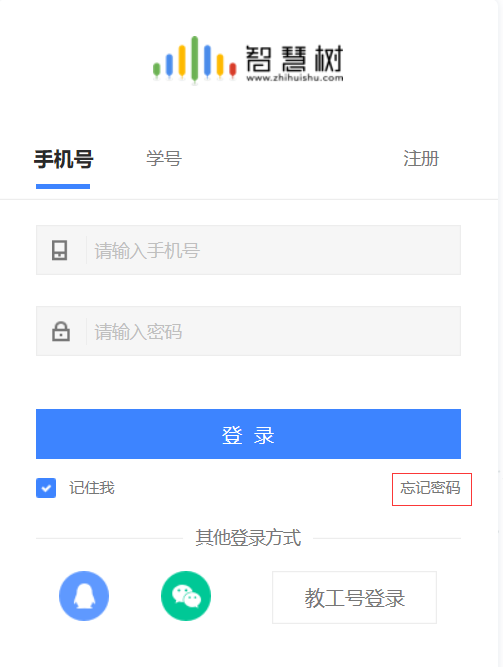 智慧树
www.zhihuishu.com
手机号 学号 注册
请输入手机号
请输入密码
登 录
记住我 忘记密码
其他登录方式
教工号登录